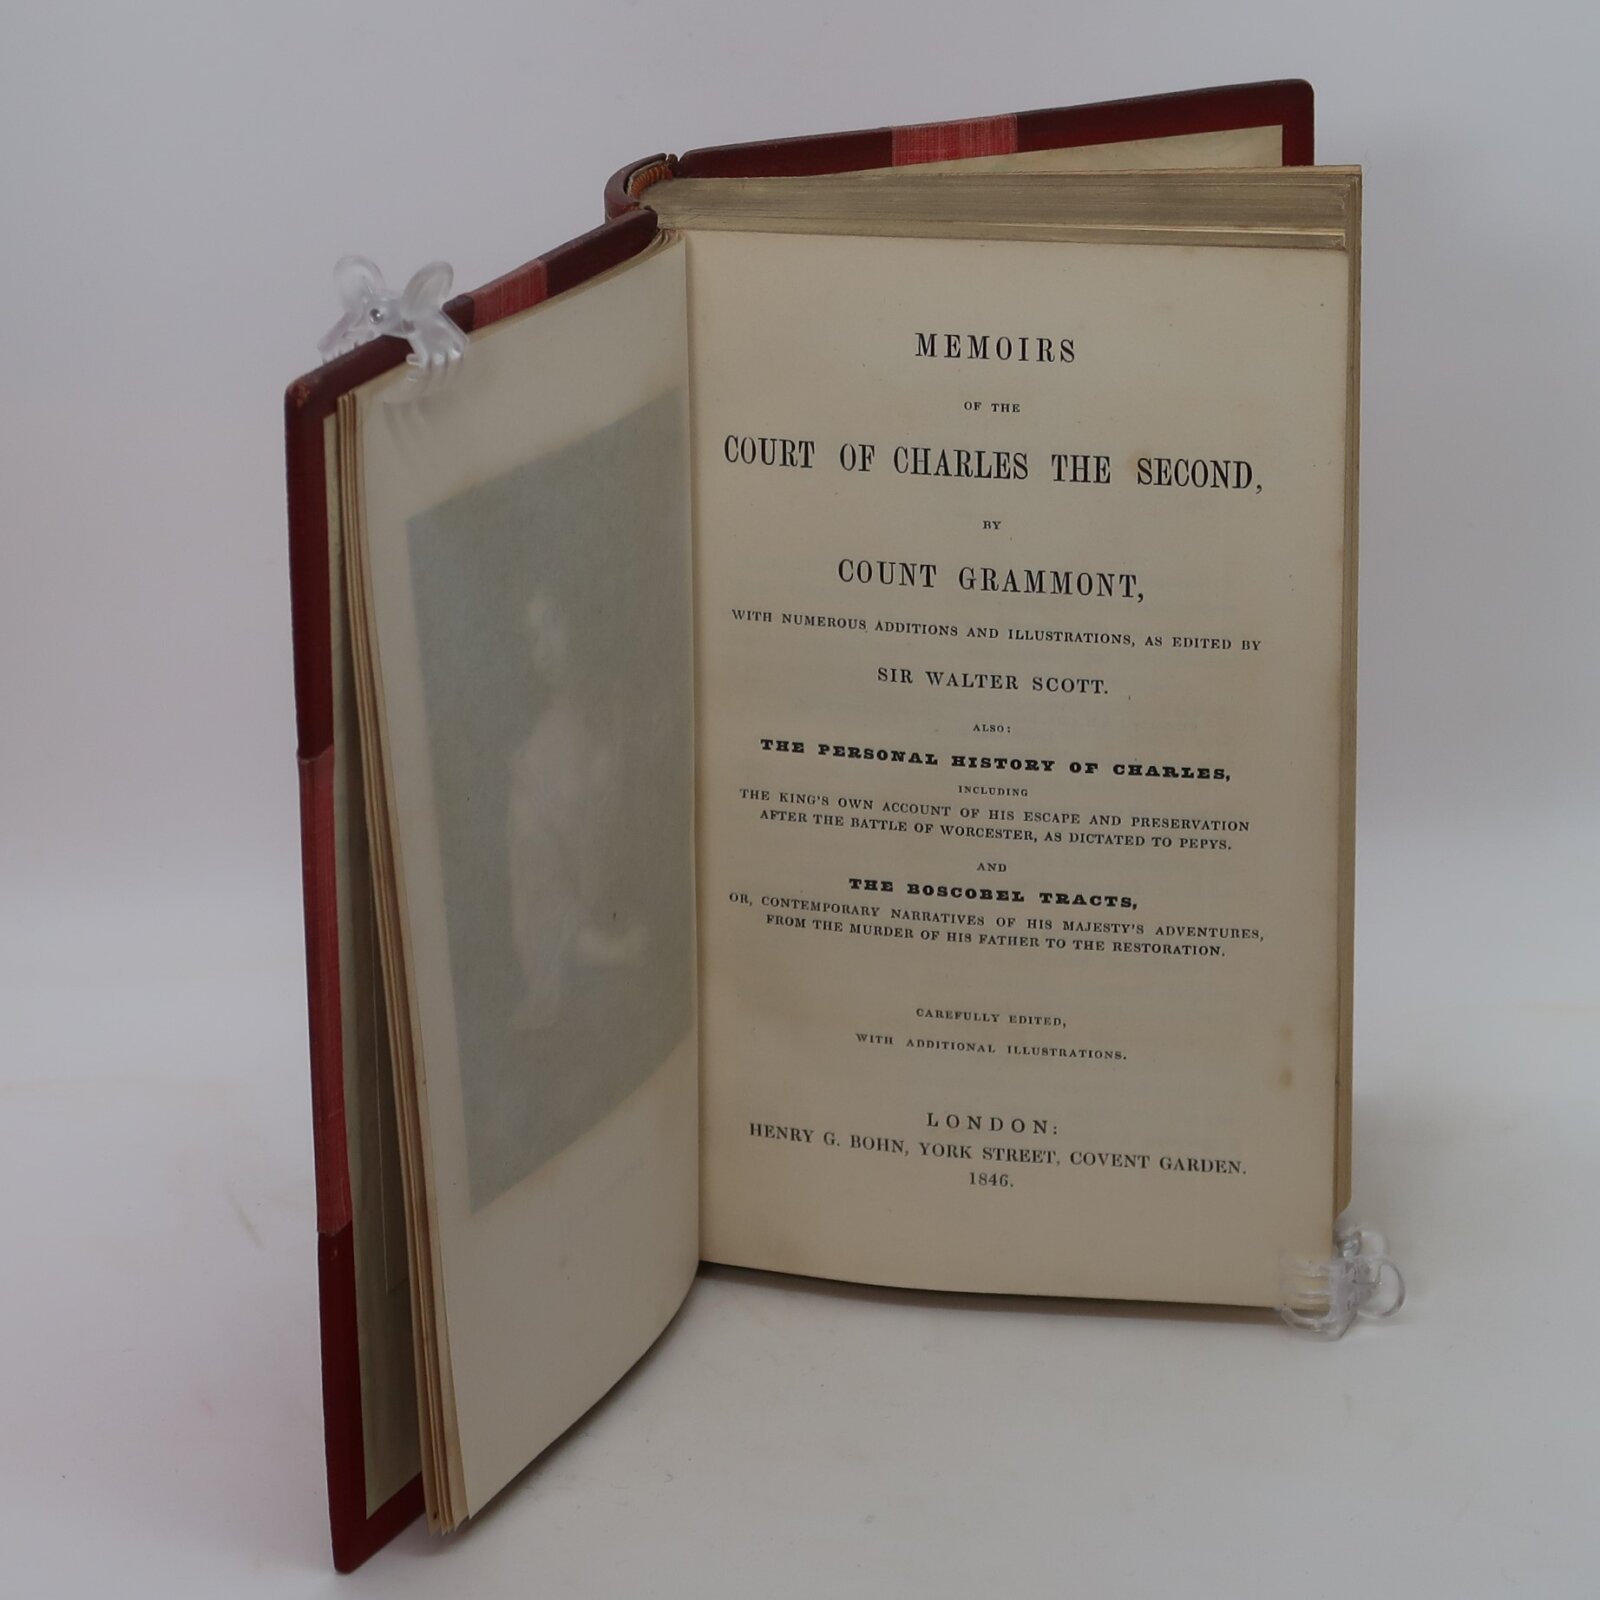 MEMOIRS
OF THE
COURT OF CHARLES THE SECOND,
BY
COUNT GRAMMONT,
WITH NUMEROUS ADDITIONS AND ILLUSTRATIONS, AS EDITED BY
SIR WALTER SCOTT.
ALSO:
THE PERSONAL HISTORY OF CHARLES,
INCLUDING
THE KING'S OWN ACCOUNT OF HIS ESCAPE AND PRESERVATION
AFTER THE BATTLE OF WORCESTER, AS DICTATED TO PEPYS.
AND
THE BOSCOBEL TRACTS,
OR, CONTEMPORARY NARRATIVES OF HIS MAJESTY'S ADVENTURES,
FROM THE MURDER OF HIS FATHER TO THE RESTORATION.
CAREFULLY EDITED,
WITH ADDITIONAL ILLUSTRATIONS.
LONDON:
HENRY G. BOHN, YORK STREET, COVENT GARDEN.
1846.